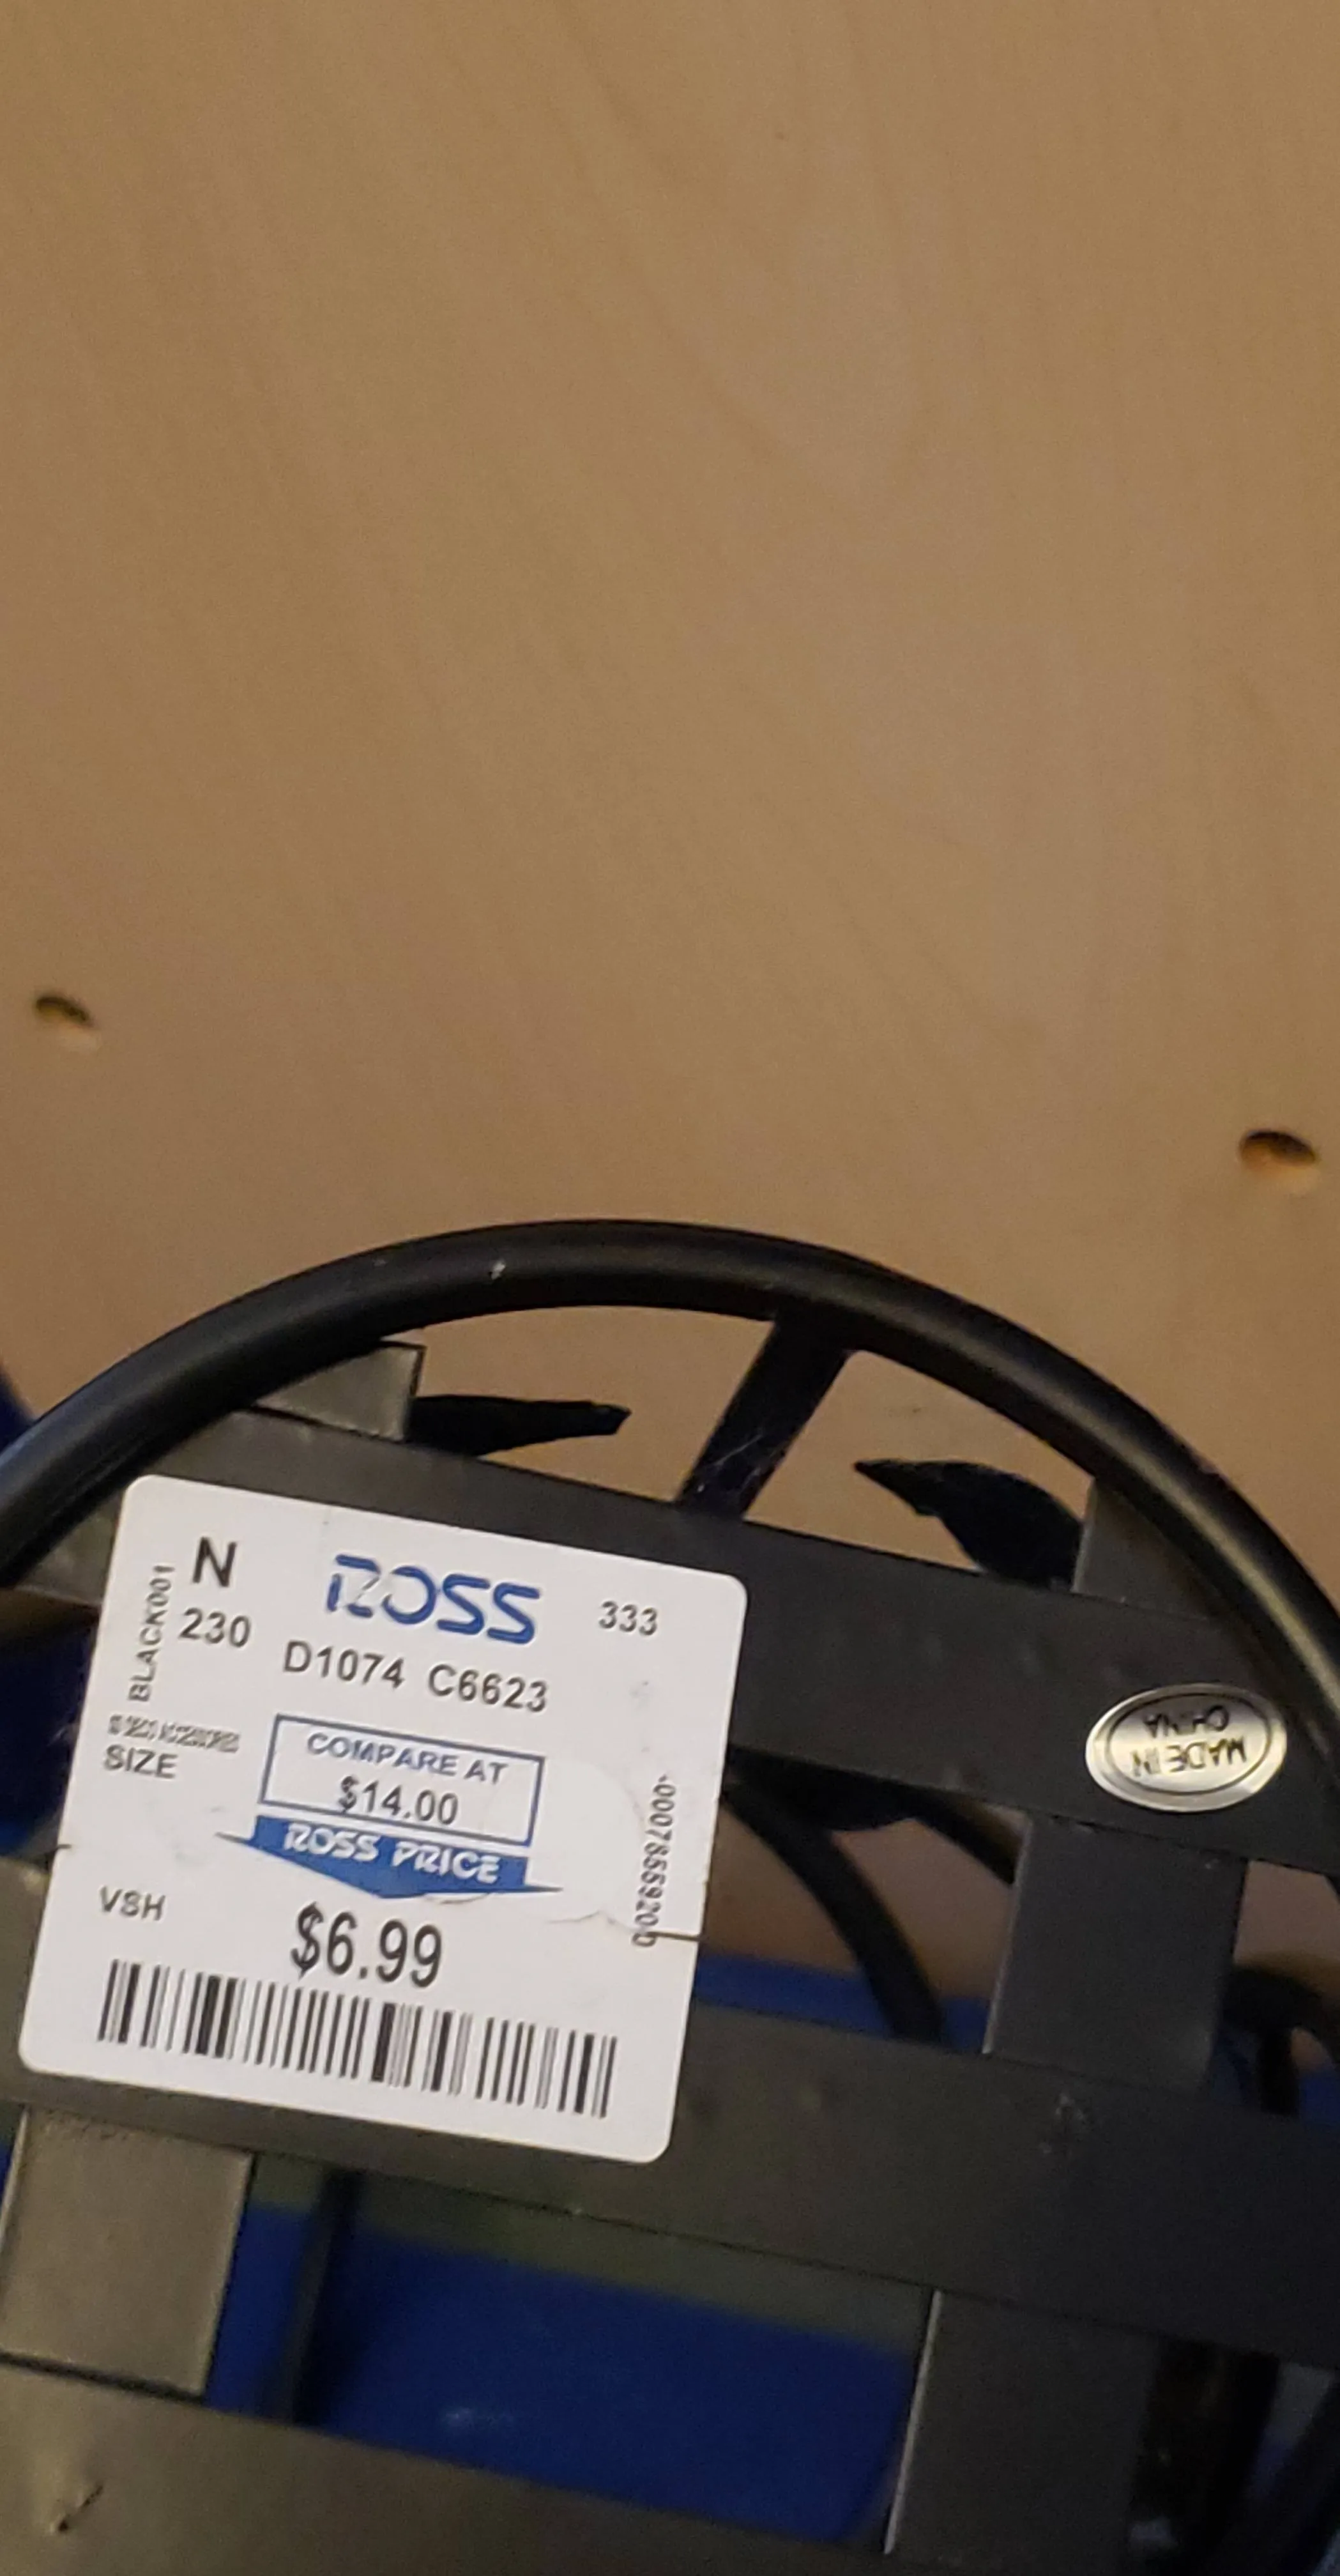 N
ROSS
333
BLACK001
230
D1074 C6623
SIZE
COMPARE AT
$14.00
ROSS PRICE
VSH
$6.99
MADE IN
CHINA